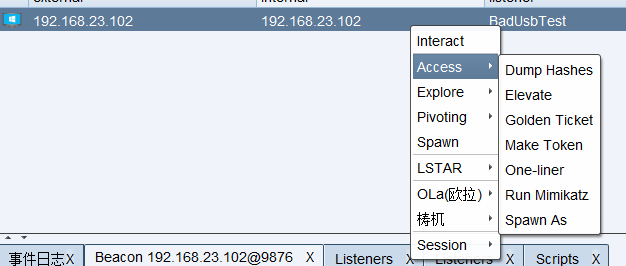 external internal listener
192.168.23.102 192.168.23.102 BadUsbTest
Interact
Access
Explore
Pivoting
Spawn
LSTAR
OLa(欧拉)
梼杌
Session
Dump Hashes
Elevate
Golden Ticket
Make Token
One-liner
Run Mimikatz
Spawn As
事件日志X Beacon 192.168.23.102@9876 X Listeners X Listeners X Scripts X